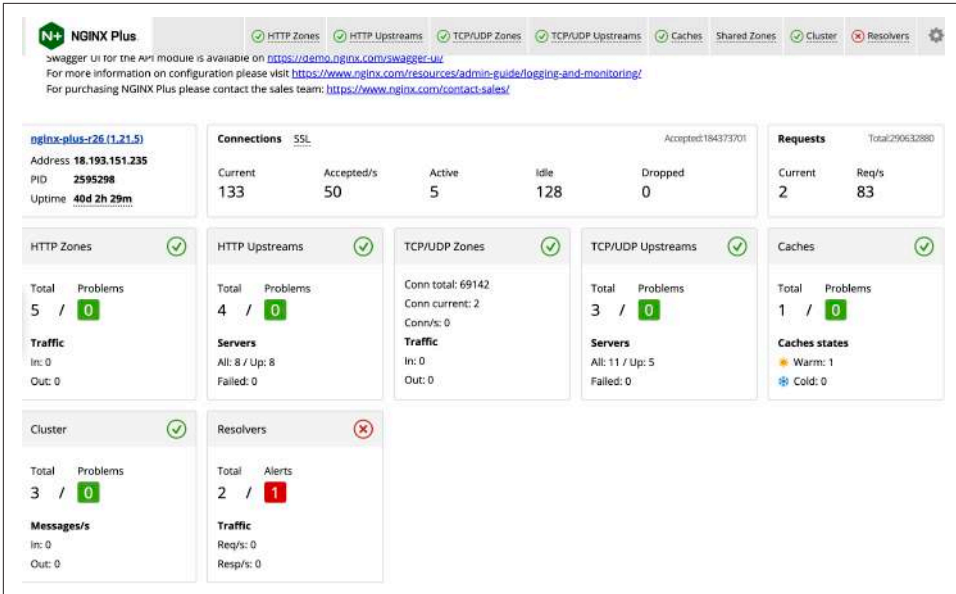 N+ NGINX Plus
HTTP Zones HTTP Upstreams TCP/UDP Zones TCP/UDP Upstreams Caches Shared Zones Cluster Resolvers
Swagger UI for the API module is available on https://demo.nginx.com/swagger-ui/
For more information on configuration please visit https://www.nginx.com/resources/admin-guide/logging-and-monitoring/
For purchasing NGINX Plus please contact the sales team: https://www.nginx.com/contact-sales/
nginx-plus-r26 (1.21.5)
Address 18.193.151.235
PID 2595298
Uptime 40d 2h 29m
Connections SSL Accepted:184373701
Current Accepted/s Active Idle Dropped
133 50 5 128 0
Requests Total:290632880
Current Req/s
2 83
HTTP Zones
Total Problems
5 / 0
Traffic
In: 0
Out: 0
HTTP Upstreams
Total Problems
4 / 0
Servers
All: 8 / Up: 8
Failed: 0
TCP/UDP Zones
Conn total: 69142
Conn current: 2
Conn/s: 0
Traffic
In: 0
Out: 0
TCP/UDP Upstreams
Total Problems
3 / 0
Servers
All: 11 / Up: 5
Failed: 0
Caches
Total Problems
1 / 0
Caches states
Warm: 1
Cold: 0
Cluster
Total Problems
3 / 0
Messages/s
In: 0
Out: 0
Resolvers
Total Alerts
2 / 1
Traffic
Req/s: 0
Resp/s: 0